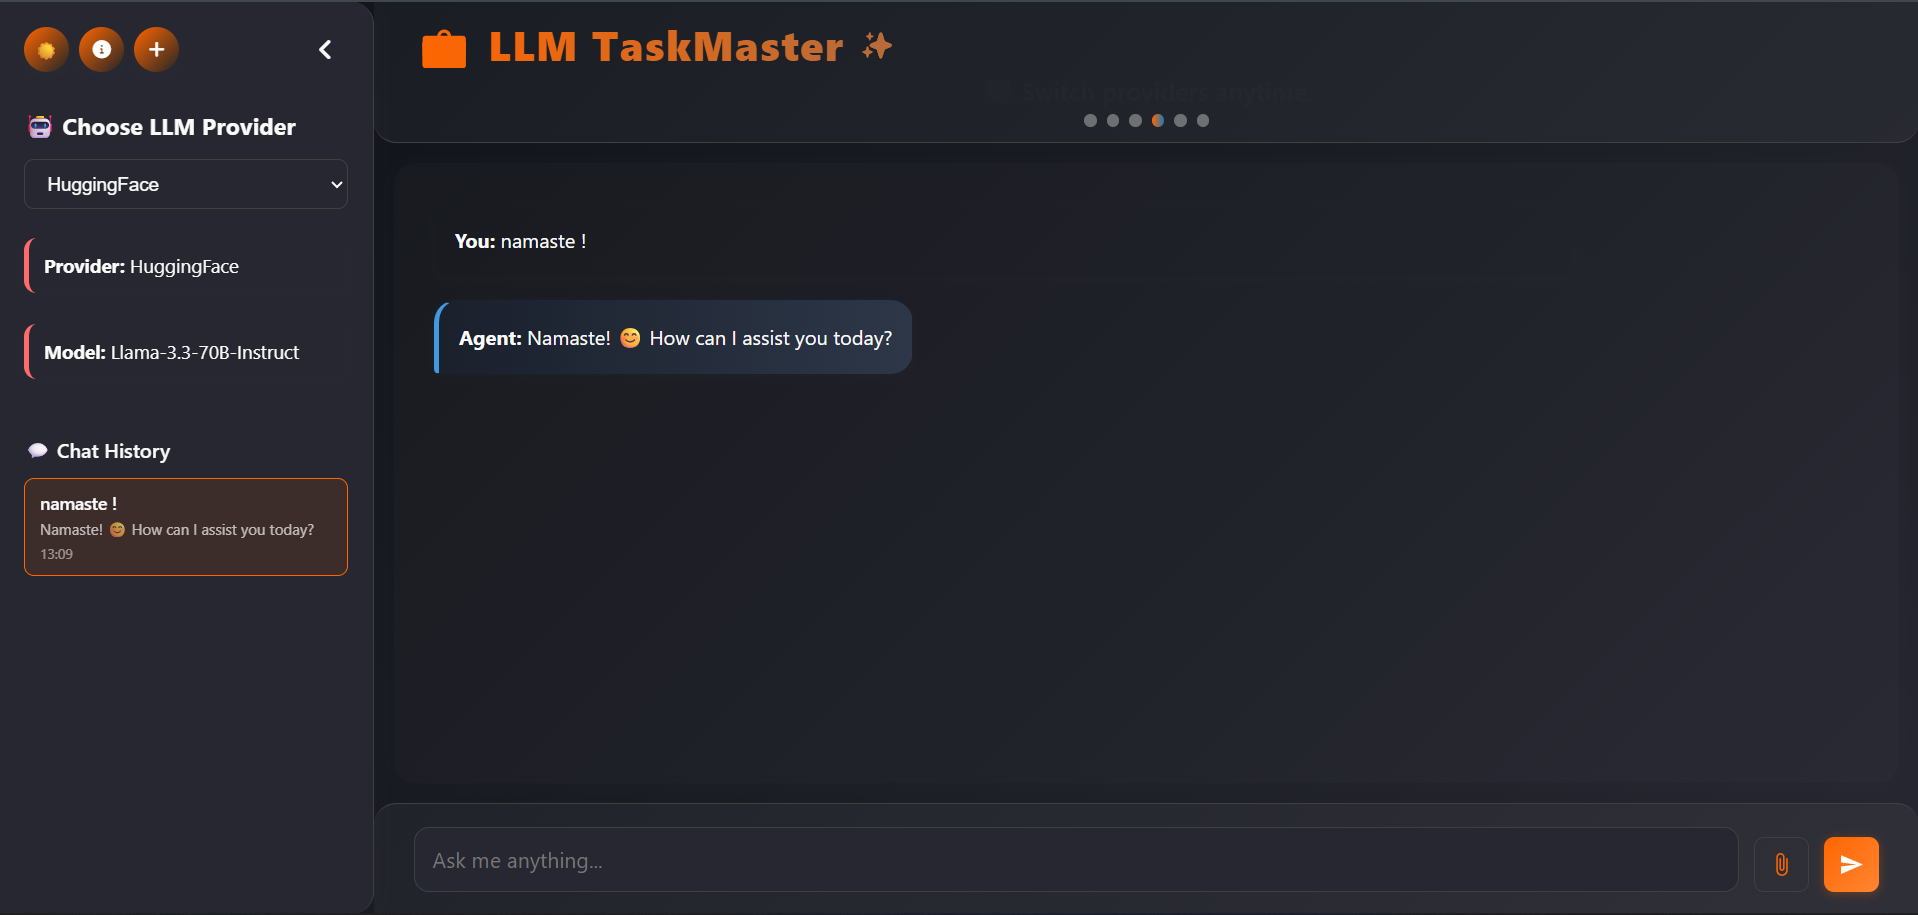 Choose LLM Provider
HuggingFace
Provider: HuggingFace
Model: Llama-3.3-70B-Instruct
Chat History
namaste !
Namaste! 😊 How can I assist you today?
13:09
LLM TaskMaster ✨
Switch providers anytime.
You: namaste !
Agent: Namaste! 😊 How can I assist you today?
Ask me anything...